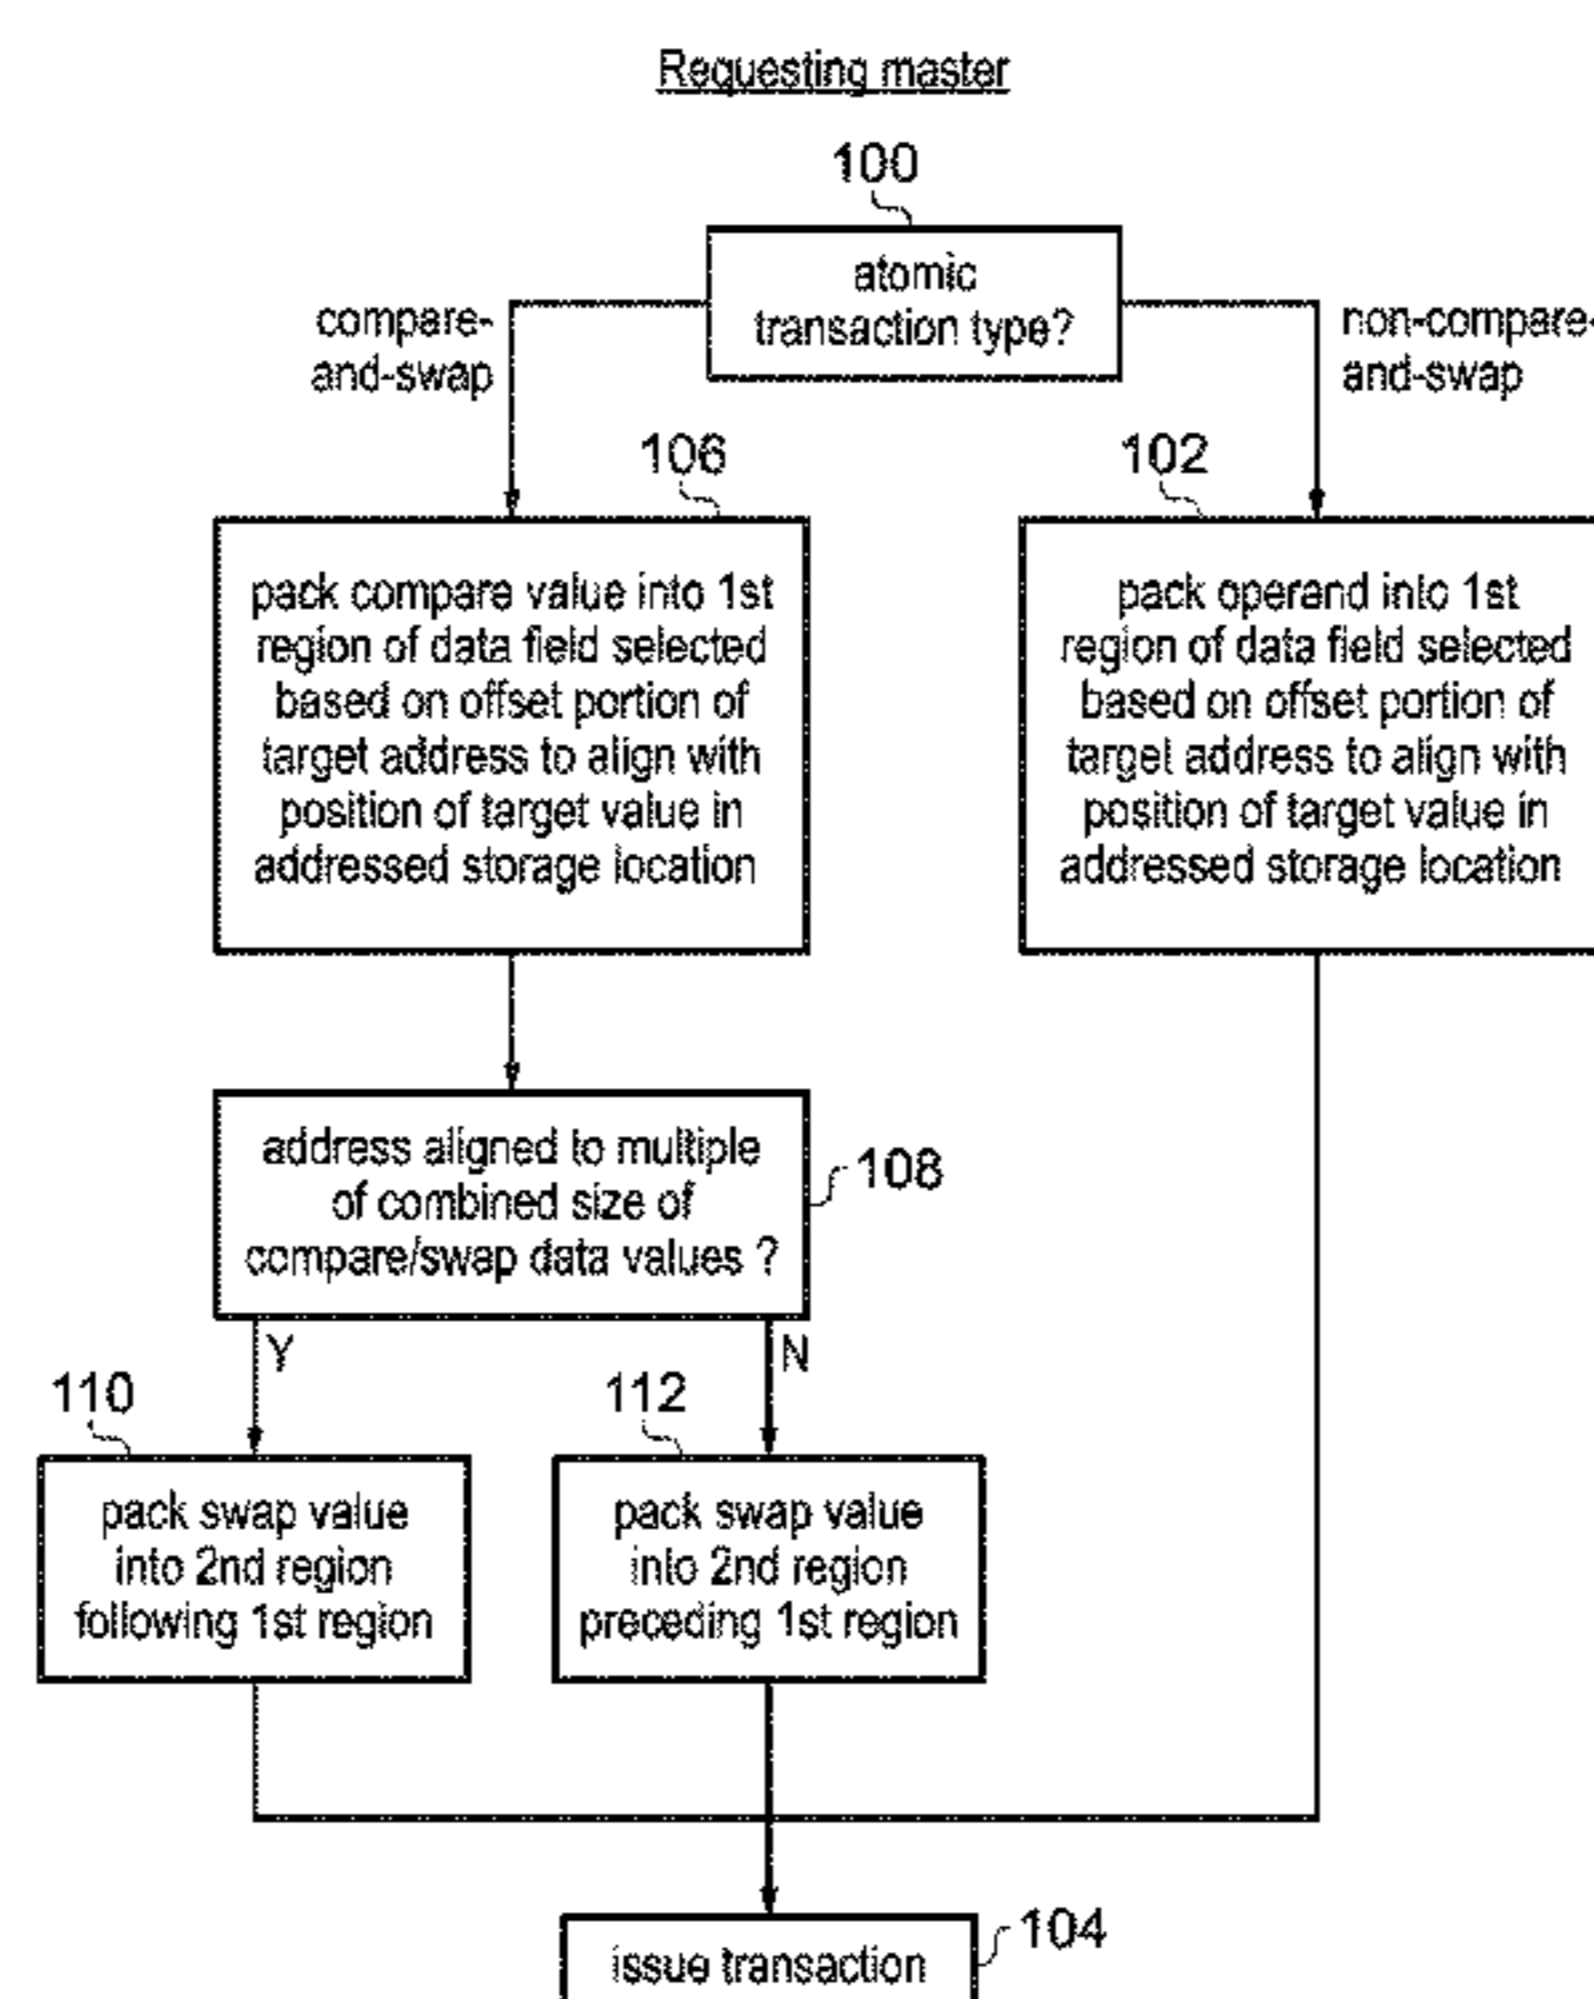 Requesting master
100
atomic
transaction type?
compare-
and-swap
non-compare-
and-swap
106
pack compare value into 1st
region of data field selected
based on offset portion of
target address to align with
position of target value in
addressed storage location
102
pack operand into 1st
region of data field selected
based on offset portion of
target address to align with
position of target value in
addressed storage location
address aligned to multiple
of combined size of
compare/swap data values ?
108
Y
N
110
pack swap value
into 2nd region
following 1st region
112
pack swap value
into 2nd region
preceding 1st region
104
issue transaction